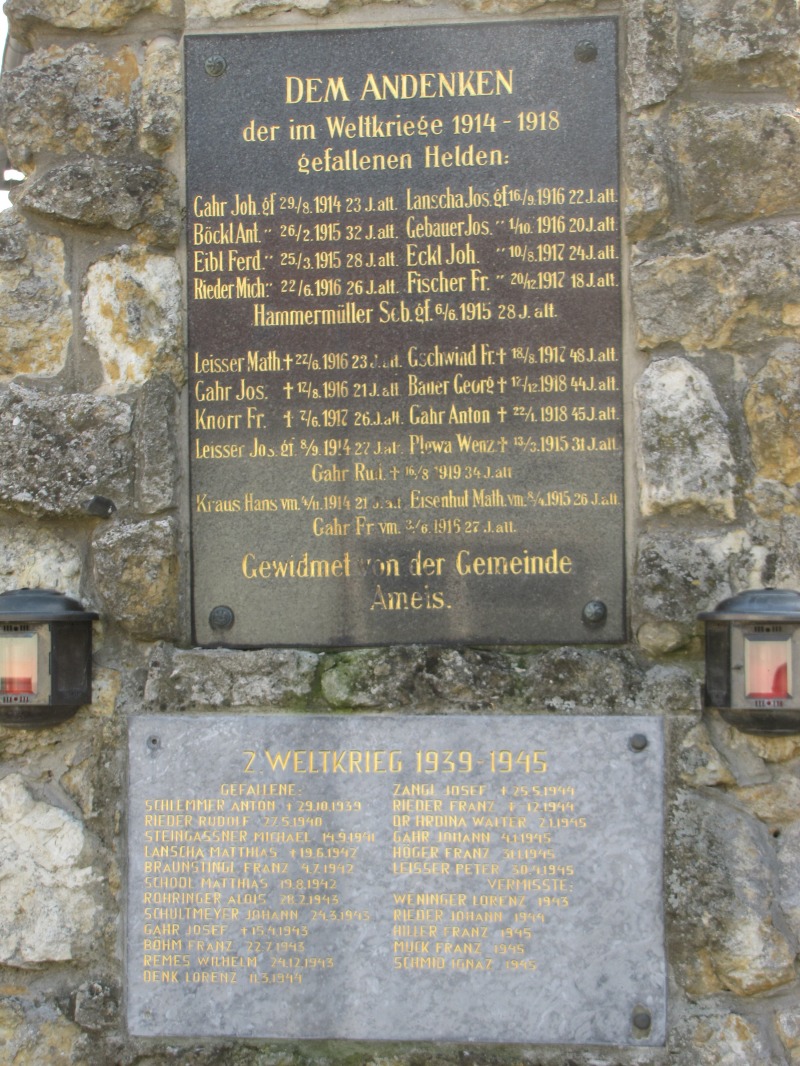 DEM ANDENKEN
der im Weltkriege 1914 - 1918
gefallenen Helden:
Gahr Joh. gf 29./8. 1914 23 J. alt. Lanscha Jos. gf. 16/9. 1916 22 J. alt.
Böckl Ant. " 26/2. 1915 32 J. alt. Gebauer Jos. " 1/10. 1916 20 J. alt.
Eibl Ferd. " 25/3. 1915 28 J. alt. Eckl Joh. " 10/8. 1917 24 J. alt.
Rieder Mich. " 22/6. 1916 26 J. alt. Fischer Fr. " 20/12. 1917 18 J. alt.
Hammermüller Seb. gf. 6/6. 1915 28 J. alt.
Leisser Math. † 22/6. 1916 23 J. alt. Gschwind Fr. † 18/8. 1917 48 J. alt.
Gahr Jos. † 12/8. 1916 21 J. alt. Bauer Georg † 12/12. 1918 44 J. alt.
Knorr Fr. † 7/6. 1917 26 J. alt. Gahr Anton † 22/1. 1918 45 J. alt.
Leisser Jos. gf. 8/9. 1914 27 J. alt. Plewa Wenz. † 13/3. 1915 31 J. alt.
Gahr † 16/8 1919 34 J. alt
Kraus Hans vm. 4/11. 1914 21 J. alt. Eisenhut Math. vm. 8/4. 1915 26 J. alt.
Gahr Fr. vm. 3/6. 1916 27 J. alt.
Gewidmet von der Gemeinde
Ameis.
2 WELTKRIEG 1939-1945
GEFALLENE:
SCHLEMMER ANTON † 29.10.1939
RIEDER RUDOLF 22.5.1940
STEINGASSNER MICHAEL 14.9.1941
LANSCHA MATTHIAS † 19.6.1942
BRAUNSTINGL FRANZ 4.7.1942
SCHODL MATTHIAS 19.8.1942
ROHRINGER ALOIS 28.2.1943
SCHULTMEYER JOHANN 24.3.1943
GAHR JOSEF † 15.4.1943
BÖHM FRANZ 22.7.1943
REMES WILHELM 24.12.1943
DENK LORENZ 11.3.1944
ZANGL JOSEF † 25.5.1944
RIEDER FRANZ † 12.1944
DR HRDINA WALTER 2.1.1945
GAHR JOHANN 4.1.1945
HÖGER FRANZ 31.1.1945
LEISSER PETER 30.4.1945
VERMISSTE:
WENINGER LORENZ 1943
RIEDER JOHANN 1944
HILLER FRANZ 1945
MUCK FRANZ 1945
SCHMID IGNAZ 1945